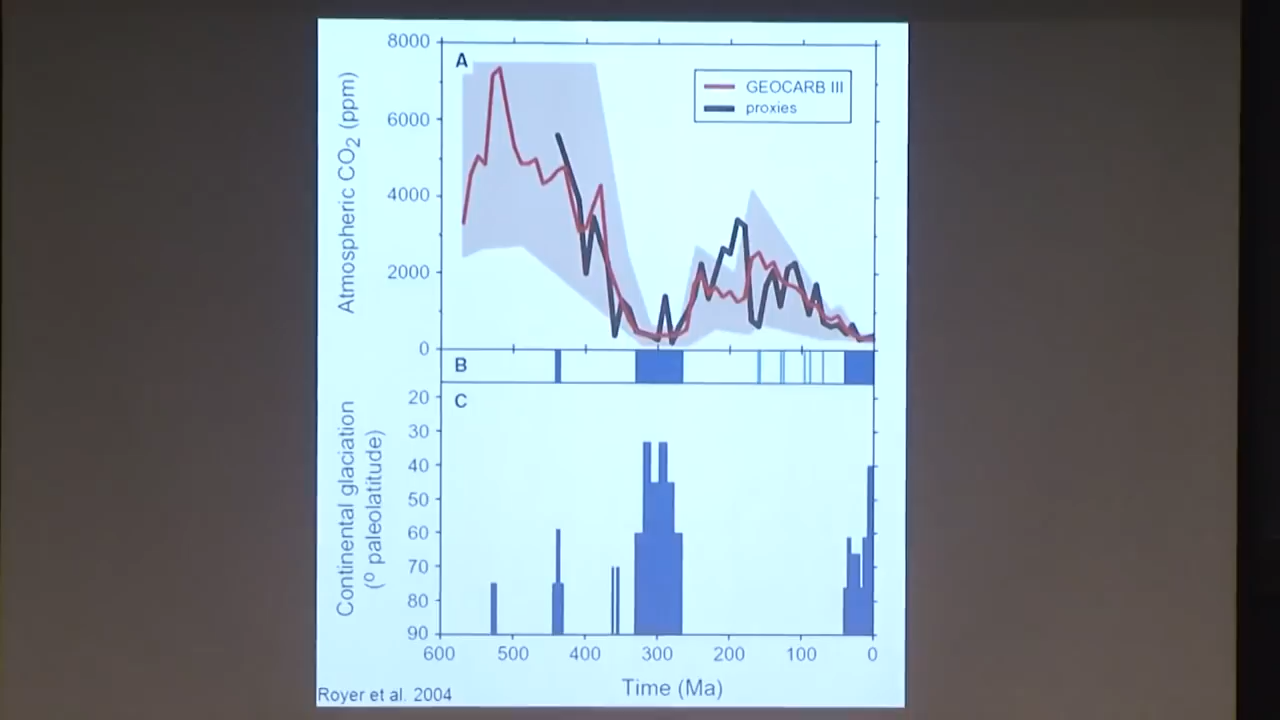 8000
6000
4000
2000
0
Atmospheric CO2 (ppm)
A
GEOCARB III
proxies
B
C
20
30
40
50
60
70
80
90
Continental glaciation
(º paleolatitude)
600 500 400 300 200 100 0
Time (Ma)
Royer et al. 2004